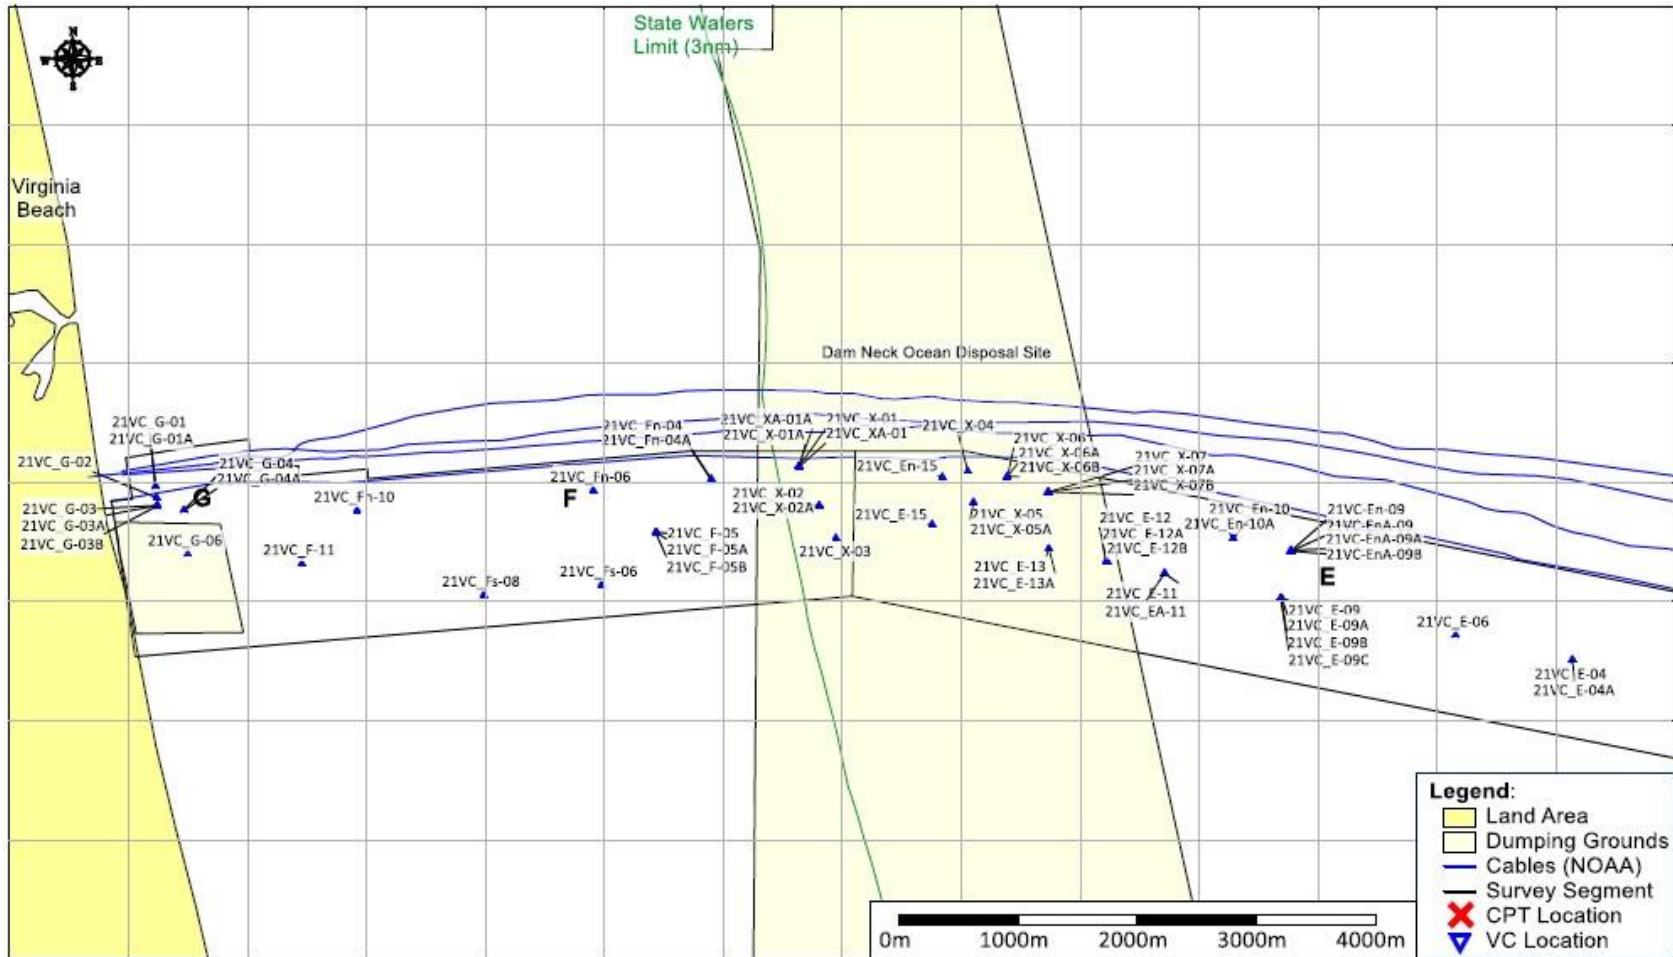 State Waters
Limit (3nm)
N
W
E
S
Virginia
Beach
Dam Neck Ocean Disposal Site
21VC_G-01
21VC_G-01A
21VC_G-02
21VC_G-04
21VC_G-04A
21VC_G-03
21VC_G-03A
21VC_G-03B
G
21VC_G-06
21VC_Fn-10
21VC_F-11
21VC_Fs-08
21VC_Fn-04
21VC_Fn-04A
21VC_Fn-06
F
21VC_Fs-06
21VC_F-05
21VC_F-05A
21VC_F-05B
21VC_XA-01A
21VC_X-01A
21VC_X-01
21VC_XA-01
21VC_X-02
21VC_X-02A
21VC_X-03
21VC_X-04
21VC_En-15
21VC_E-15
21VC_X-06
21VC_X-06A
21VC_X-06B
21VC_X-05
21VC_X-05A
21VC_X-07
21VC_X-07A
21VC_X-07B
21VC_E-13
21VC_E-13A
21VC_E-12
21VC_E-12A
21VC_E-12B
21VC_E-11
21VC_EA-11
21VC_En-10
21VC_En-10A
21VC-En-09
21VC-EnA-09
21VC-EnA-09A
21VC-EnA-09B
E
21VC_E-09
21VC_E-09A
21VC_E-09B
21VC_E-09C
21VC_E-06
21VC_E-04
21VC_E-04A
0m
1000m
2000m
3000m
4000m
Legend:
Land Area
Dumping Grounds
Cables (NOAA)
Survey Segment
CPT Location
VC Location